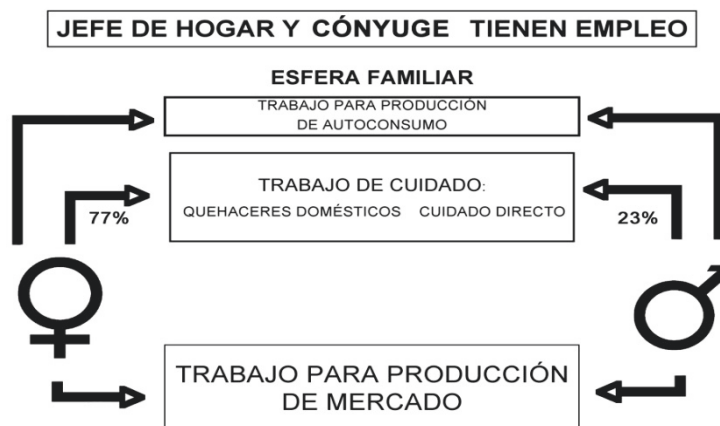 JEFE DE HOGAR Y CÓNYUGE TIENEN EMPLEO
ESFERA FAMILIAR
TRABAJO PARA PRODUCCIÓN
DE AUTOCONSUMO
TRABAJO DE CUIDADO:
QUEHACERES DOMÉSTICOS CUIDADO DIRECTO
77%
23%
TRABAJO PARA PRODUCCIÓN
DE MERCADO